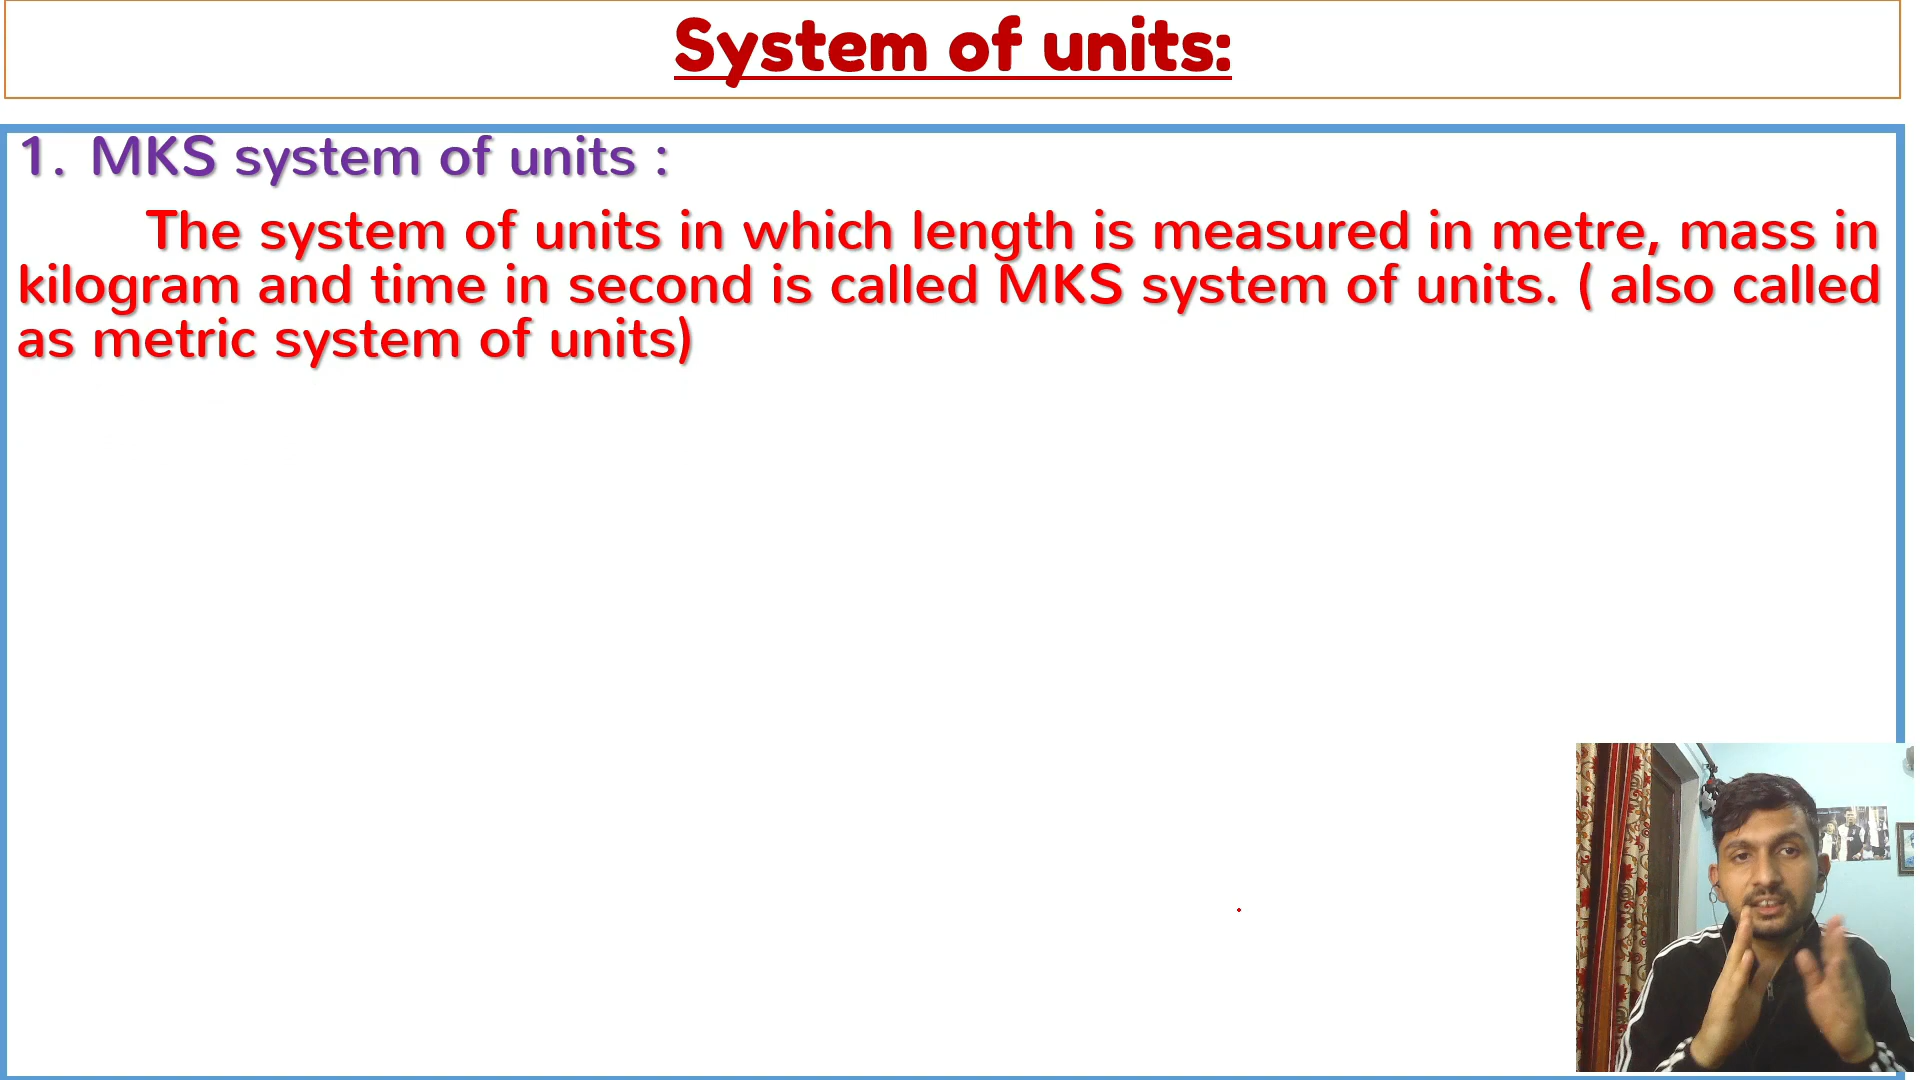 System of units:
1. MKS system of units :
The system of units in which length is measured in metre, mass in
kilogram and time in second is called MKS system of units. ( also called
as metric system of units)